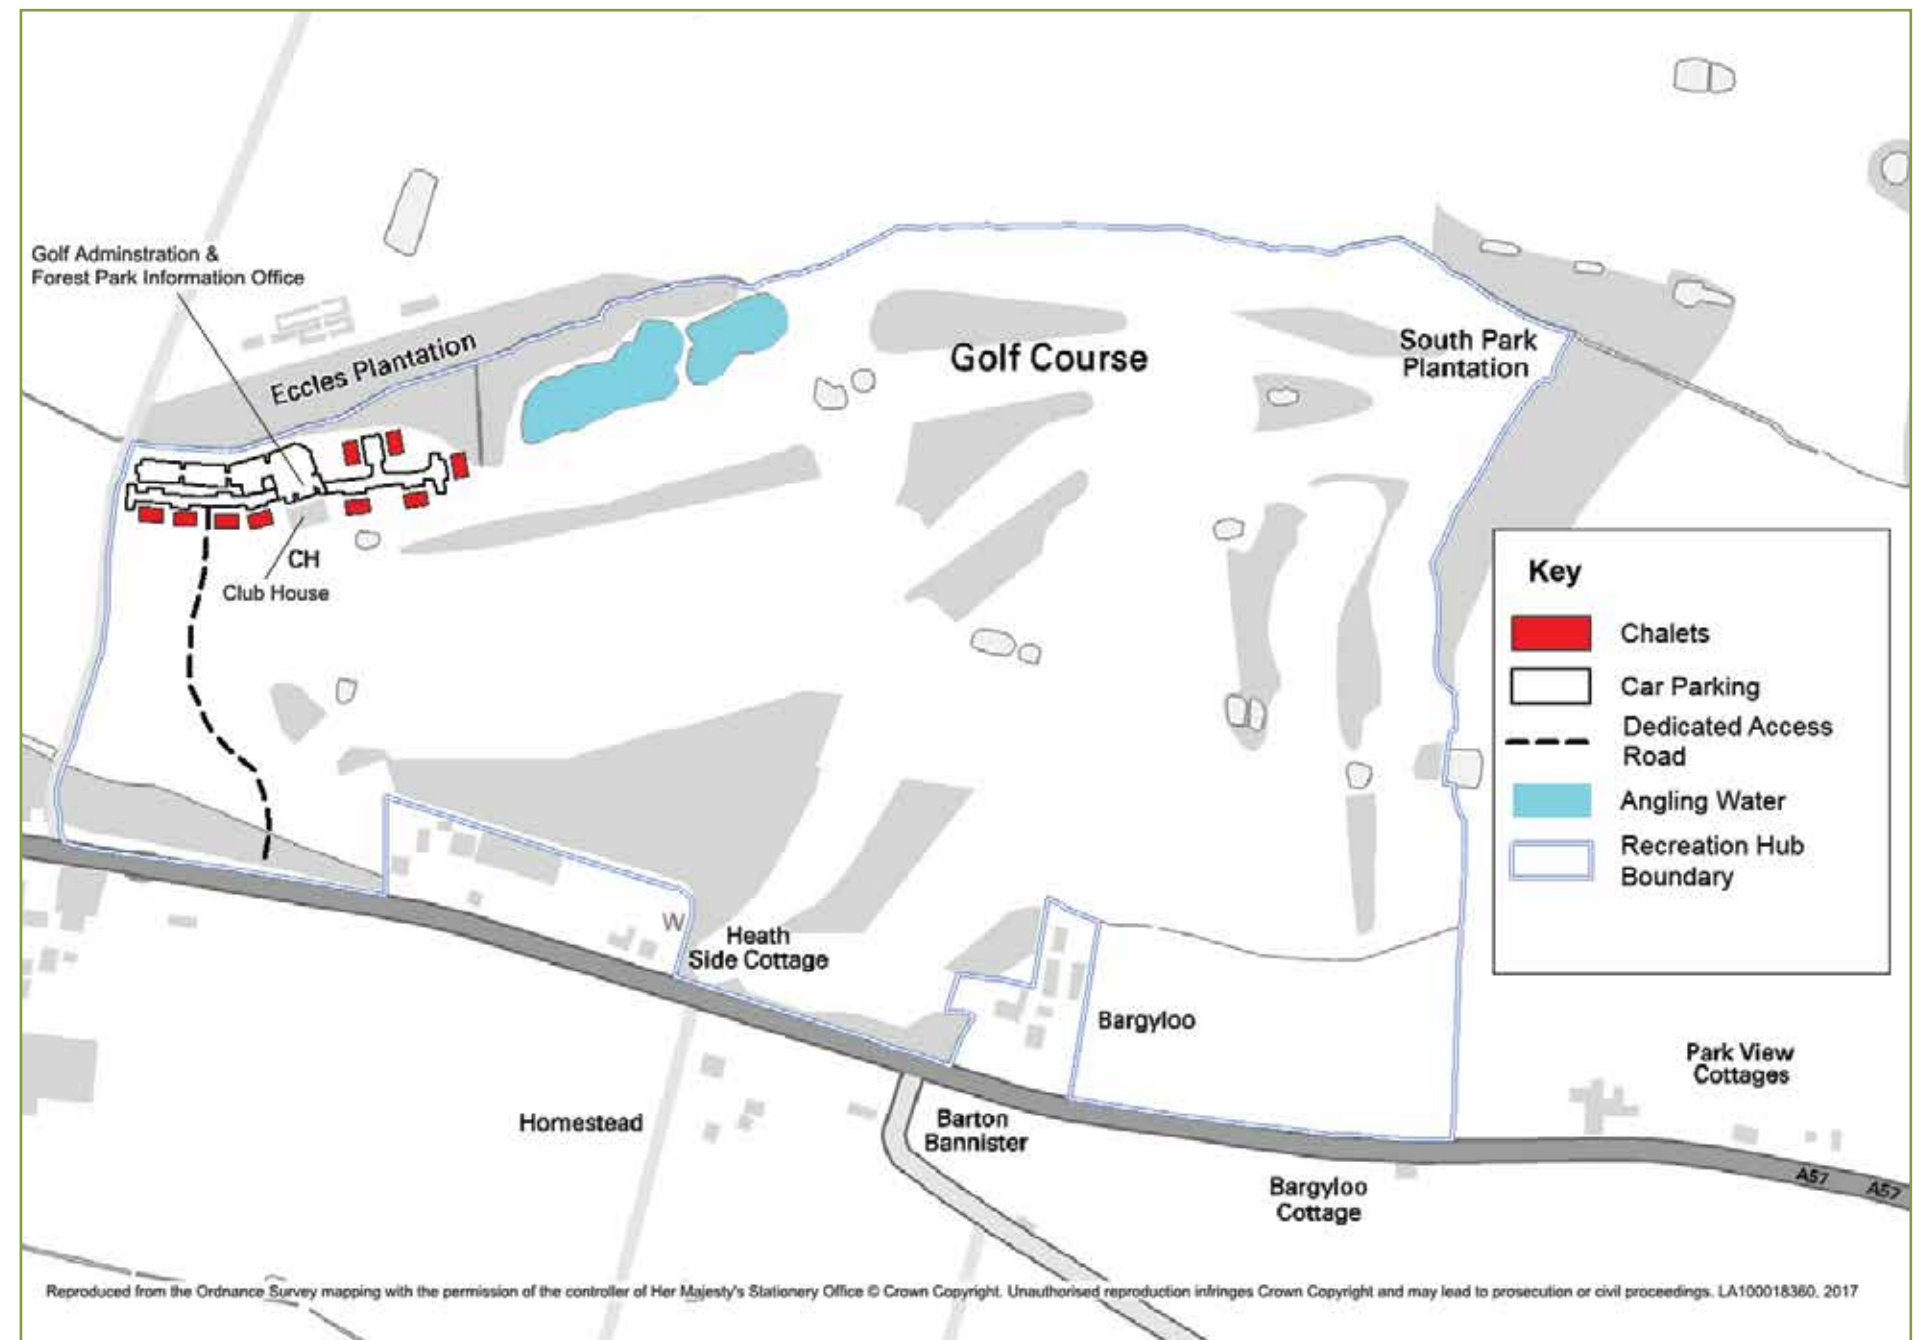 Golf Adminstration &
Forest Park Information Office
Eccles Plantation
Golf Course
South Park
Plantation
CH
Club House
Key
Chalets
Car Parking
Dedicated Access
Road
Angling Water
Recreation Hub
Boundary
W
Heath
Side Cottage
Bargyloo
Park View
Cottages
Homestead
Barton
Bannister
Bargyloo
Cottage
A57
A57
Reproduced from the Ordnance Survey mapping with the permission of the controller of Her Majesty's Stationery Office © Crown Copyright. Unauthorised reproduction infringes Crown Copyright and may lead to prosecution or civil proceedings. LA100018360, 2017